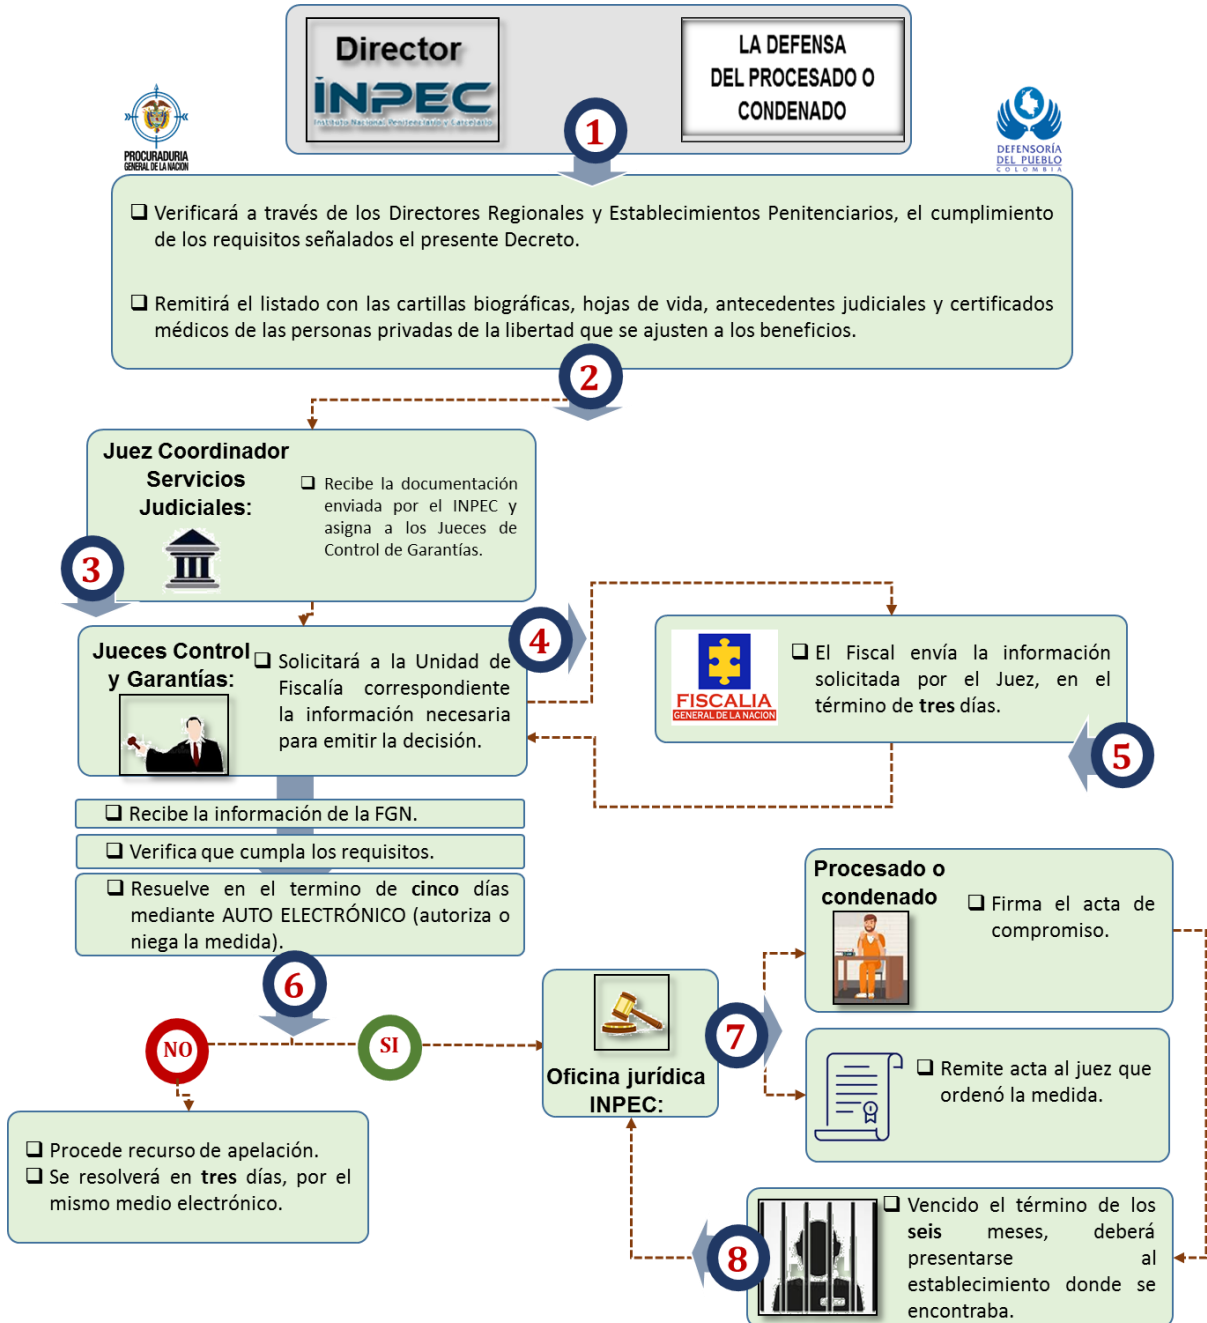 Director
INPEC
Instituto Nacional Penitenciario y Carcelario
LA DEFENSA
DEL PROCESADO O
CONDENADO
PROCURADURIA
GENERAL DE LA NACION
1
DEFENSORÍA
DEL PUEBLO
COLOMBIA
❑ Verificará a través de los Directores Regionales y Establecimientos Penitenciarios, el cumplimiento
de los requisitos señalados el presente Decreto.
❑ Remitirá el listado con las cartillas biográficas, hojas de vida, antecedentes judiciales y certificados
médicos de las personas privadas de la libertad que se ajusten a los beneficios.
2
Juez Coordinador
Servicios
Judiciales:
❑ Recibe la documentación
enviada por el INPEC y
asigna a los Jueces de
Control de Garantías.
3
Jueces Control
y Garantías:
❑ Solicitará a la Unidad de
Fiscalía correspondiente
la información necesaria
para emitir la decisión.
4
FISCALIA
GENERAL DE LA NACION
❑ El Fiscal envía la información
solicitada por el Juez, en el
término de tres días.
5
❑ Recibe la información de la FGN.
❑ Verifica que cumpla los requisitos.
❑ Resuelve en el termino de cinco días
mediante AUTO ELECTRÓNICO (autoriza o
niega la medida).
6
NO
SI
❑ Procede recurso de apelación.
❑ Se resolverá en tres días, por el
mismo medio electrónico.
Oficina jurídica
INPEC:
7
Procesado o
condenado
❑ Firma el acta de
compromiso.
❑ Remite acta al juez que
ordenó la medida.
8
❑ Vencido el término de los
seis meses, deberá
presentarse al
establecimiento donde se
encontraba.